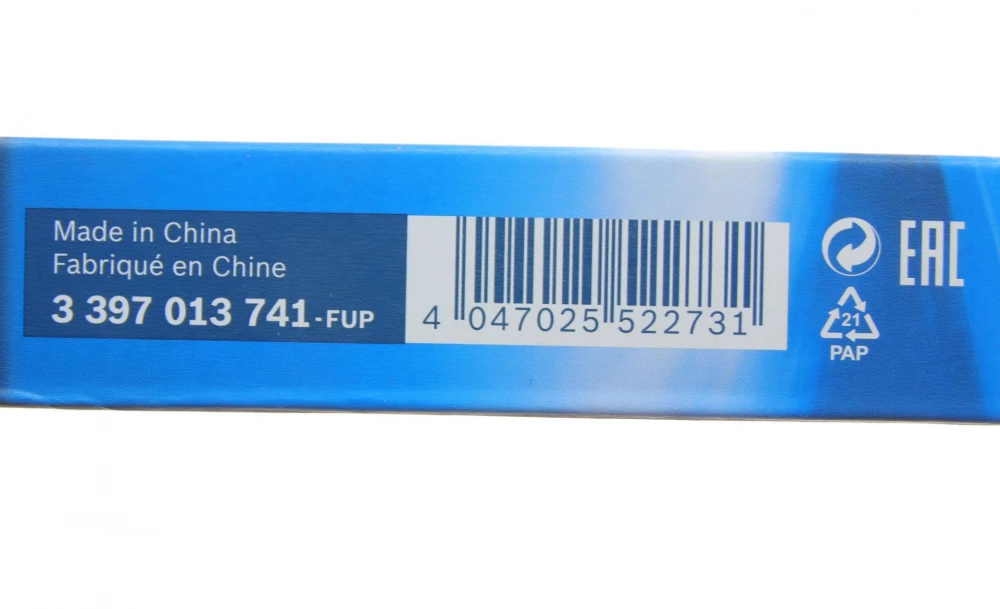 Made in China
Fabriqué en Chine
3 397 013 741-FUP
4 047025 522731
EAC
21
PAP